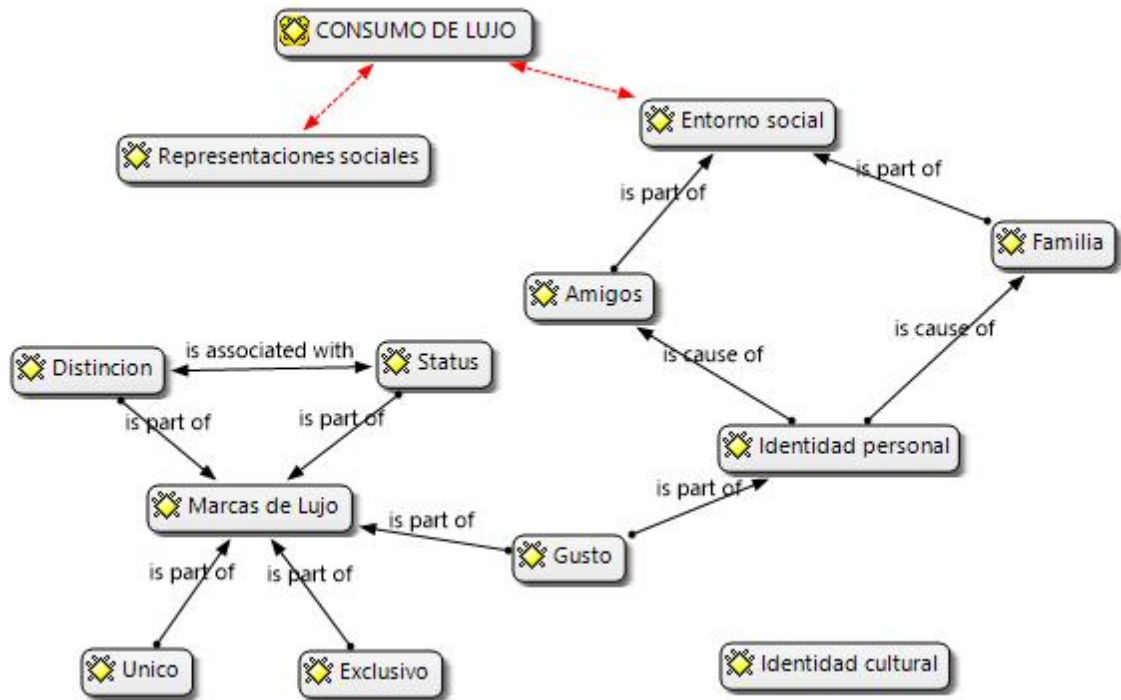 CONSUMO DE LUJO
Entorno social
Representaciones sociales
is part of
is part of
Familia
Amigos
is cause of
is associated with
is cause of
Distincion
Status
is part of
is part of
Identidad personal
is part of
Marcas de Lujo
is part of
Gusto
is part of
is part of
Unico
Exclusivo
Identidad cultural